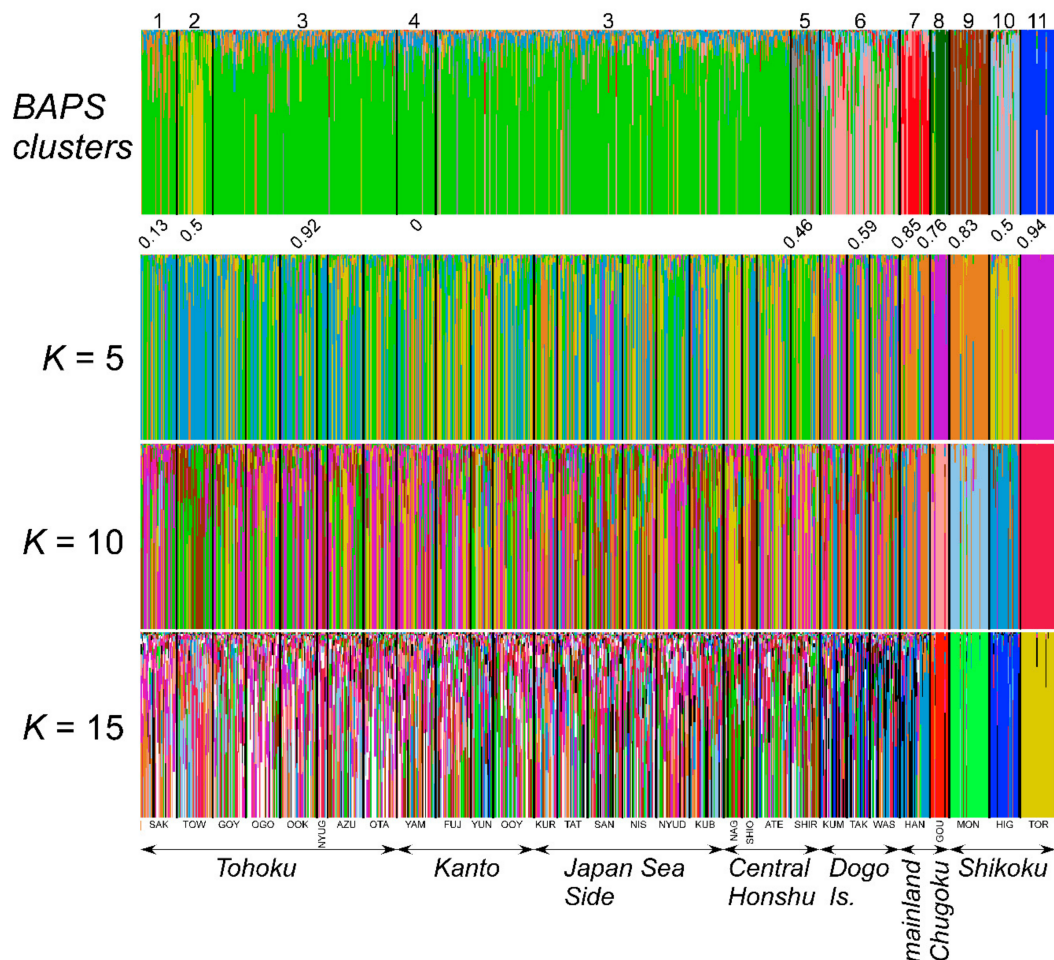 1 2 3 4 3 5 6 7 8 9 10 11
BAPS
clusters
0.13 0.5 0.92 0 0.46 0.59 0.85 0.76 0.83 0.5 0.94
K = 5
K = 10
K = 15
SAK TOW GOY OGO OOK NYUG AZU OTA YAM FUJ YUN OOY KUR TAT SAN NIS NYUD KUB NAG SHIO ATE SHIR KUM TAK WAS HAN GOU MON HIG TOR
Tohoku Kanto Japan Sea Central Dogo mainland Chugoku Shikoku
Side Honshu Is.